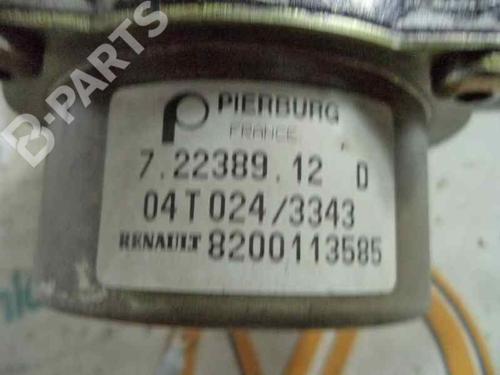 B-PARTS
PIERBURG
FRANCE
7.22389.12 D
04T024/3343
RENAULT 8200113585